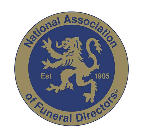 National Association
Est 1905
of Funeral Directors